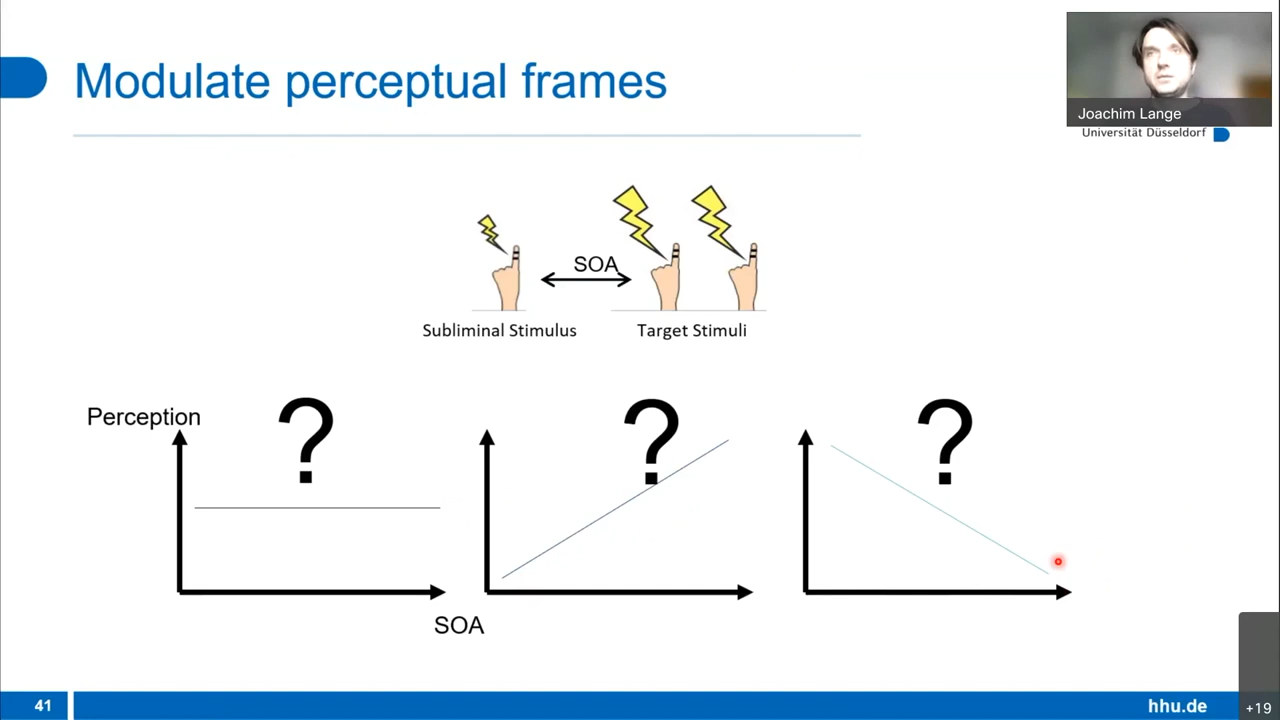 Modulate perceptual frames
Joachim Lange
Universität Düsseldorf
SOA
Subliminal Stimulus
Target Stimuli
Perception
?
?
?
SOA
41
hhu.de
+19